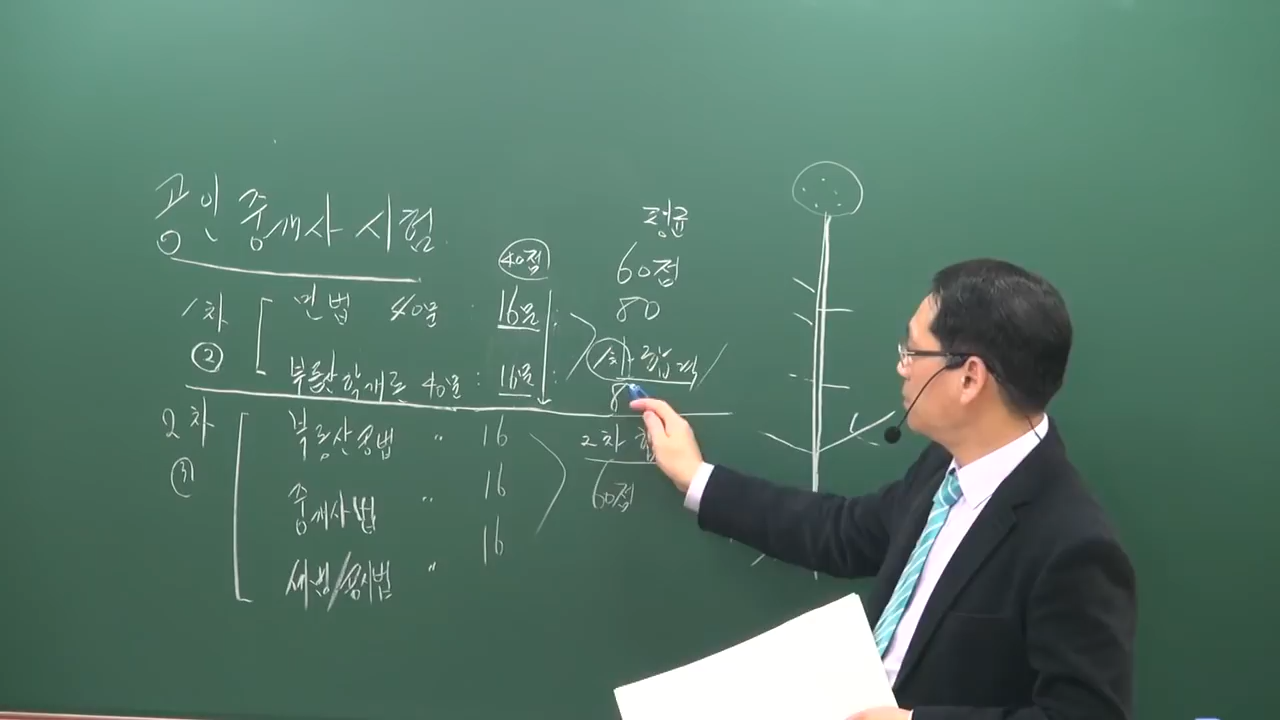 공인중개사 시험
평균
40점
60점
1차 민법 40문 : 16문 : 80
② 부동산학개론 40문 : 16문 : 1차 합격
8
2차 부동산공법 〃 16 2차 합
③ 중개사법 〃 16 60점
세법/공시법 〃 16